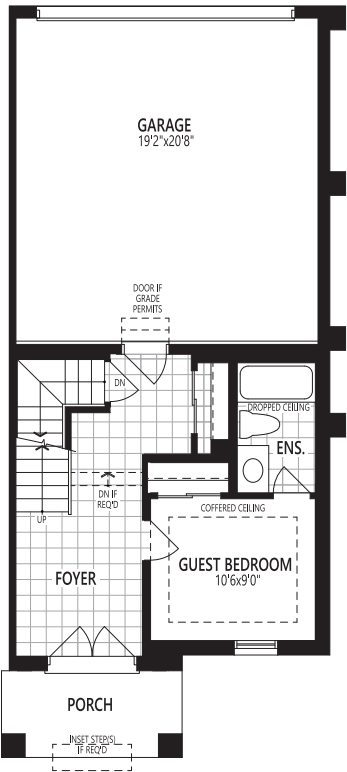 GARAGE
19'2"x20'8"
DOOR IF
GRADE
PERMITS
DN
DROPPED CEILING
ENS.
DN IF
REQ'D
COFFERED CEILING
UP
GUEST BEDROOM
10'6x9'0"
FOYER
PORCH
INSET STEP(S)
IF REQ'D